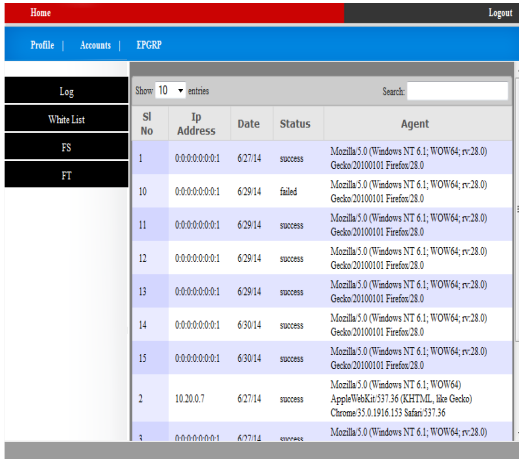 Home Logout
Profile | Accounts | EPGRP
Log
White List
FS
FT
Show 10 entries Search:
Sl No Ip Address Date Status Agent
1 0:0:0:0:0:0:0:1 6/27/14 success Mozilla/5.0 (Windows NT 6.1; WOW64; rv:28.0)
Gecko/20100101 Firefox/28.0
10 0:0:0:0:0:0:0:1 6/29/14 failed Mozilla/5.0 (Windows NT 6.1; WOW64; rv:28.0)
Gecko/20100101 Firefox/28.0
11 0:0:0:0:0:0:0:1 6/29/14 success Mozilla/5.0 (Windows NT 6.1; WOW64; rv:28.0)
Gecko/20100101 Firefox/28.0
12 0:0:0:0:0:0:0:1 6/29/14 success Mozilla/5.0 (Windows NT 6.1; WOW64; rv:28.0)
Gecko/20100101 Firefox/28.0
13 0:0:0:0:0:0:0:1 6/29/14 success Mozilla/5.0 (Windows NT 6.1; WOW64; rv:28.0)
Gecko/20100101 Firefox/28.0
14 0:0:0:0:0:0:0:1 6/30/14 success Mozilla/5.0 (Windows NT 6.1; WOW64; rv:28.0)
Gecko/20100101 Firefox/28.0
15 0:0:0:0:0:0:0:1 6/30/14 success Mozilla/5.0 (Windows NT 6.1; WOW64; rv:28.0)
Gecko/20100101 Firefox/28.0
2 10.20.0.7 6/27/14 success Mozilla/5.0 (Windows NT 6.1; WOW64)
AppleWebKit/537.36 (KHTML, like Gecko)
Chrome/35.0.1916.153 Safari/537.36
3 0:0:0:0:0:0:0:1 6/27/14 success Mozilla/5.0 (Windows NT 6.1; WOW64; rv:28.0)